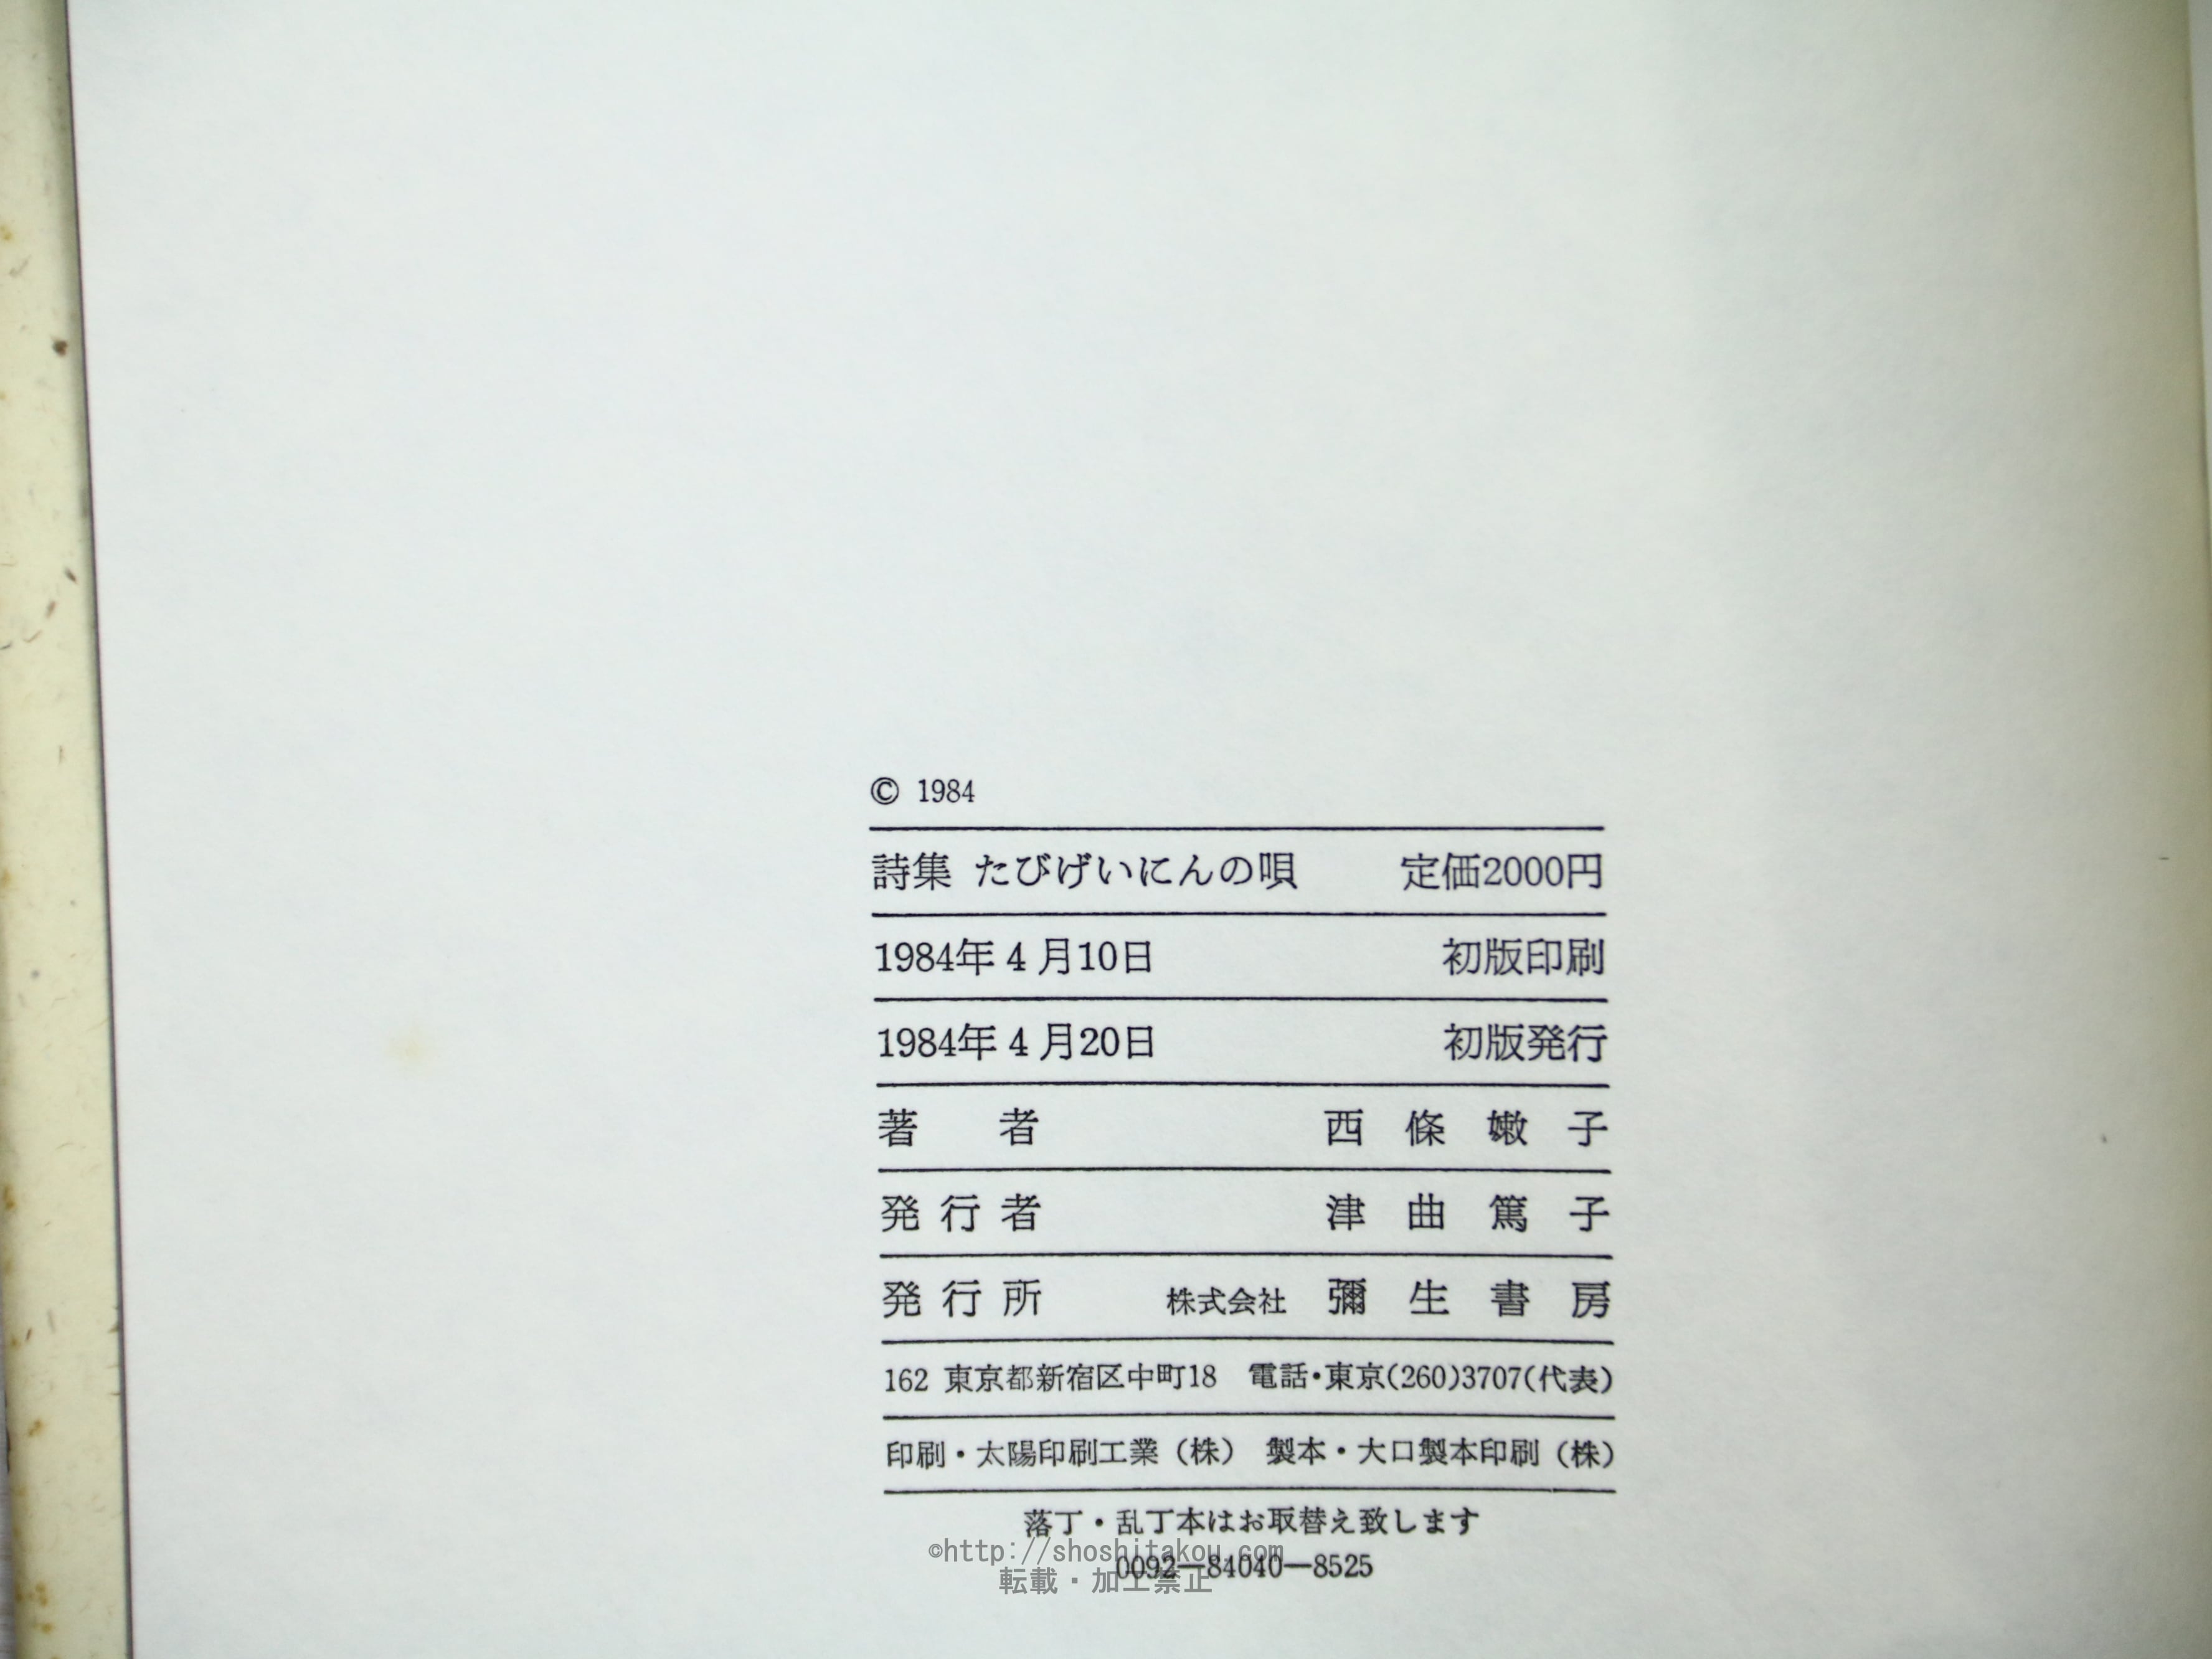 © 1984
詩集 たびげいにんの唄 定価2000円
1984年4月10日 初版印刷
1984年4月20日 初版発行
著者 西條嫩子
発行者 津曲篤子
発行所 株式会社 彌生書房
162 東京都新宿区中町18 電話・東京(260)3707(代表)
印刷・太陽印刷工業（株） 製本・大口製本印刷（株）
落丁・乱丁本はお取替え致します
©http://shoshitakou.com
0092—84040—8525
転載・加工禁止